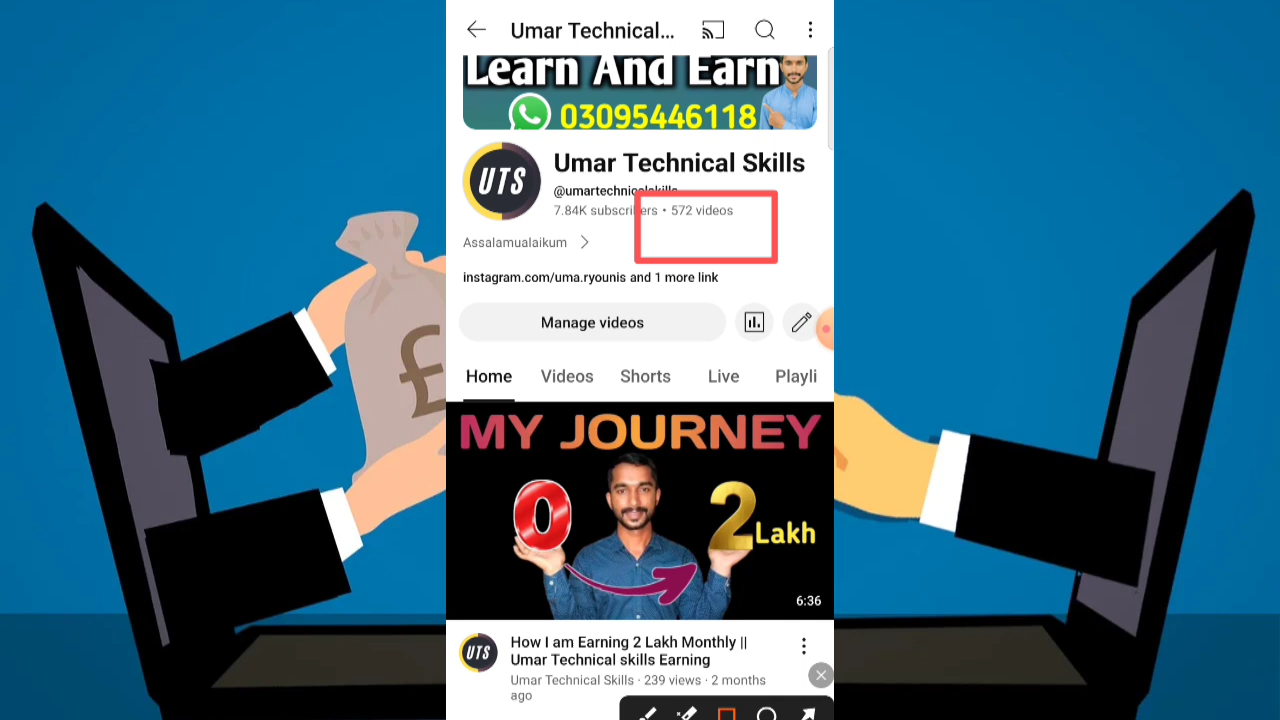 Umar Technical...
Learn And Earn
03095446118
UTS
Umar Technical Skills
@umartechnicalskills
7.84K subscribers • 572 videos
Assalamualaikum
instagram.com/uma.ryounis and 1 more link
Manage videos
Home Videos Shorts Live Playli
MY JOURNEY
0 2 Lakh
6:36
UTS
How I am Earning 2 Lakh Monthly ||
Umar Technical skills Earning
Umar Technical Skills · 239 views · 2 months
ago
£